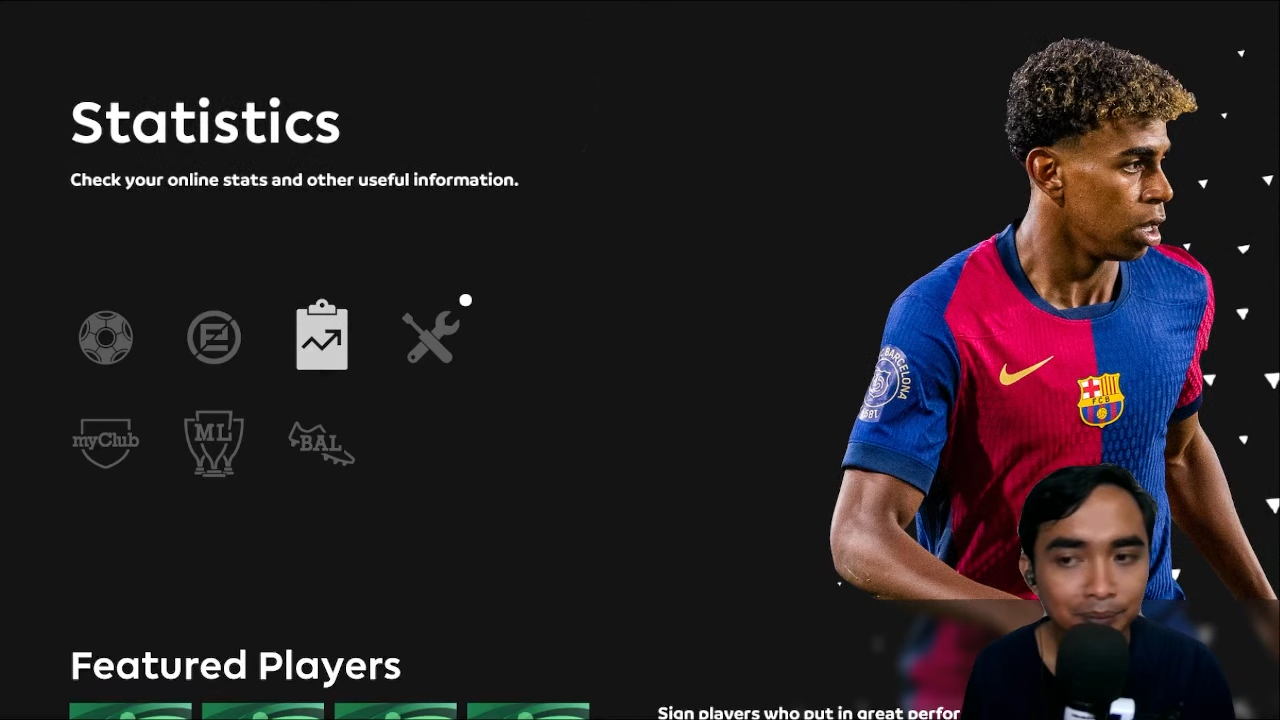 Statistics
Check your online stats and other useful information.
myClub
ML
BAL
BARCELONA
FCB
Featured Players
Sign players who put in great perfor